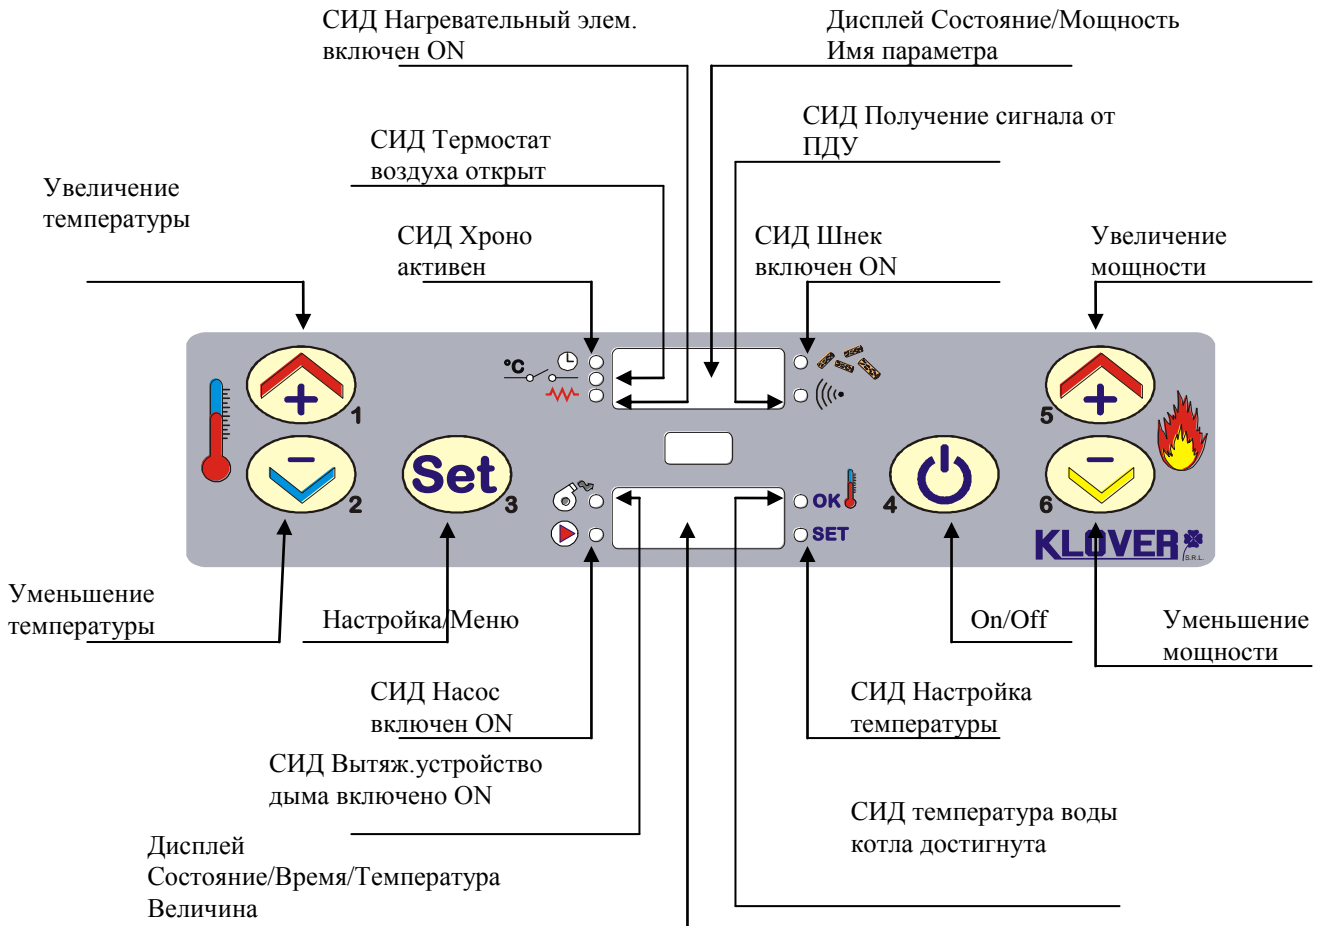 СИД Нагревательный элем.
включен ON
Дисплей Состояние/Мощность
Имя параметра
СИД Получение сигнала от
ПДУ
СИД Термостат
воздуха открыт
Увеличение
температуры
СИД Хроно
активен
СИД Шнек
включен ON
Увеличение
мощности
°C
1
5
2
Set
3
OK
SET
4
6
KLOVER
S.R.L.
Уменьшение
температуры
Настройка/Меню
On/Off
Уменьшение
мощности
СИД Насос
включен ON
СИД Настройка
температуры
СИД Вытяж.устройство
дыма включено ON
СИД температура воды
котла достигнута
Дисплей
Состояние/Время/Температура
Величина